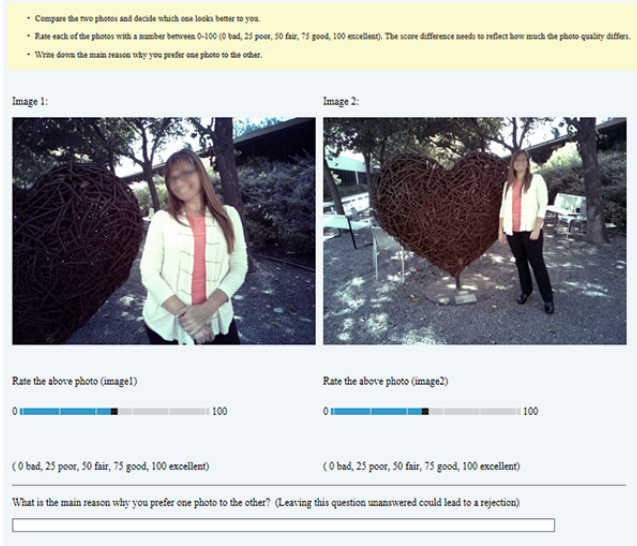 • Compare the two photos and decide which one looks better to you.
• Rate each of the photos with a number between 0-100 (0 bad, 25 poor, 50 fair, 75 good, 100 excellent). The score difference needs to reflect how much the photo quality differs.
• Write down the main reason why you prefer one photo to the other.
Image 1:
Image 2:
Rate the above photo (image1)
Rate the above photo (image2)
0 100
0 100
( 0 bad, 25 poor, 50 fair, 75 good, 100 excellent)
( 0 bad, 25 poor, 50 fair, 75 good, 100 excellent)
What is the main reason why you prefer one photo to the other? (Leaving this question unanswered could lead to a rejection)